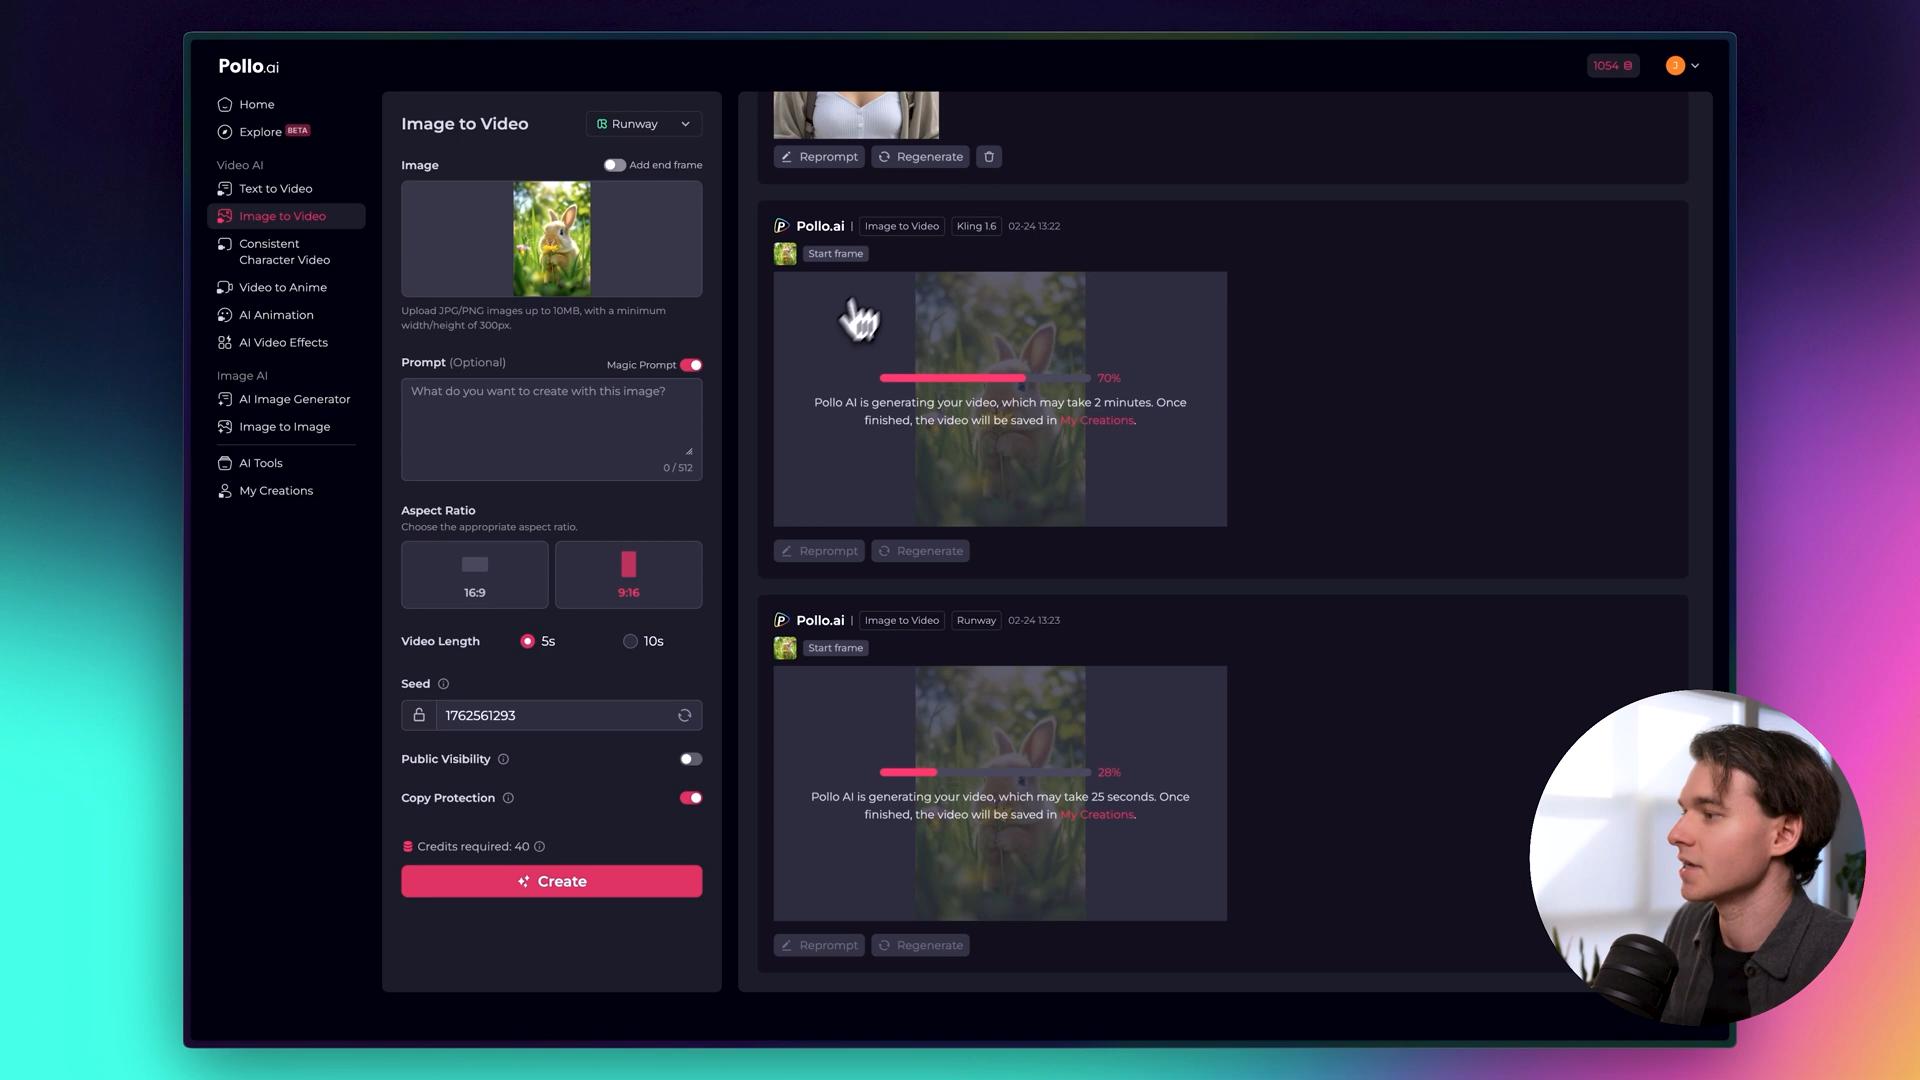 Pollo.ai
1054
J
Home
Explore BETA
Video AI
Text to Video
Image to Video
Consistent
Character Video
Video to Anime
AI Animation
AI Video Effects
Image AI
AI Image Generator
Image to Image
AI Tools
My Creations
Image to Video
Runway
Image
Add end frame
Upload JPG/PNG images up to 10MB, with a minimum
width/height of 300px.
Prompt (Optional)
Magic Prompt
What do you want to create with this image?
0 / 512
Aspect Ratio
Choose the appropriate aspect ratio.
16:9
9:16
Video Length
5s
10s
Seed
1762561293
Public Visibility
Copy Protection
Credits required: 40
Create
Reprompt
Regenerate
Pollo.ai | Image to Video Kling 1.6 02-24 13:22
Start frame
70%
Pollo AI is generating your video, which may take 2 minutes. Once
finished, the video will be saved in My Creations.
Reprompt
Regenerate
Pollo.ai | Image to Video Runway 02-24 13:23
Start frame
28%
Pollo AI is generating your video, which may take 25 seconds. Once
finished, the video will be saved in My Creations.
Reprompt
Regenerate